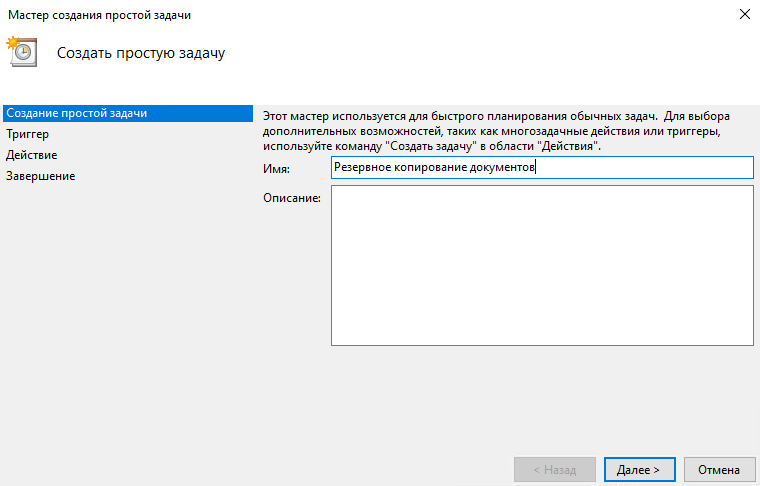 Мастер создания простой задачи
Создать простую задачу
Создание простой задачи
Триггер
Действие
Завершение
Этот мастер используется для быстрого планирования обычных задач. Для выбора
дополнительных возможностей, таких как многозадачные действия или триггеры,
используйте команду "Создать задачу" в области "Действия".
Имя: Резервное копирование документов
Описание:
< Назад Далее > Отмена